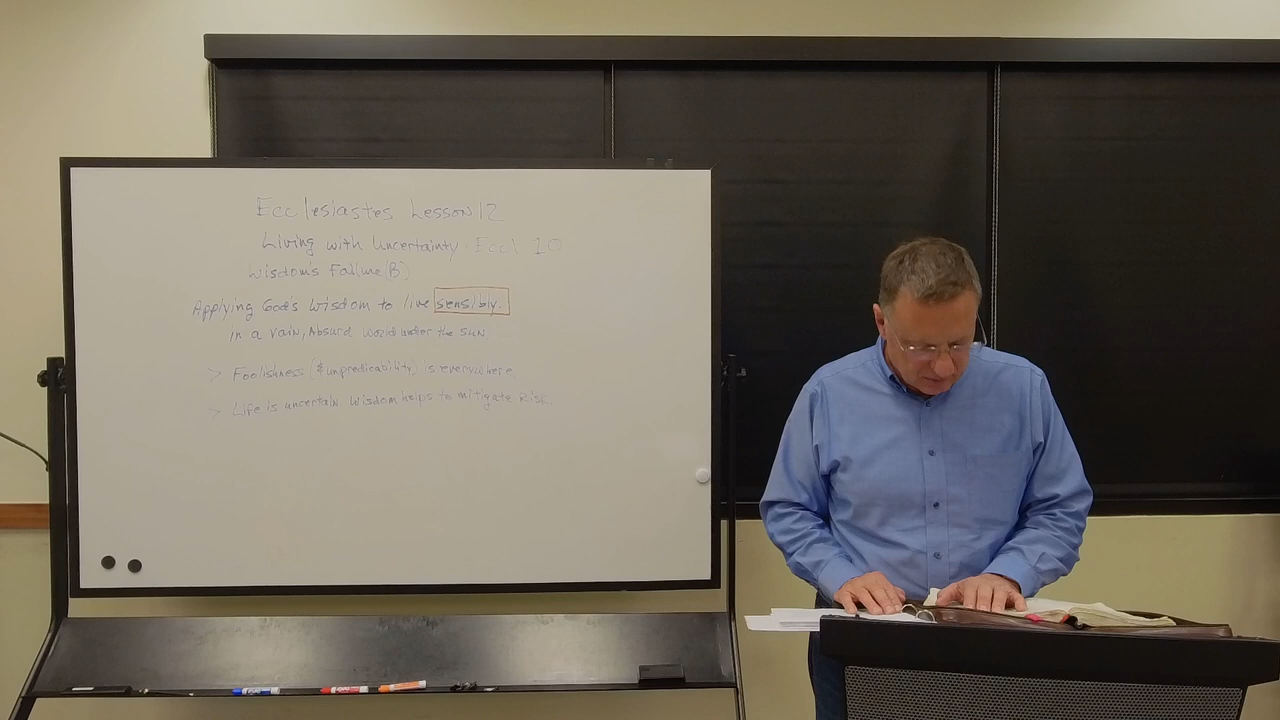 Ecclesiastes Lesson 12
Living with Uncertainty - Eccl 10
Wisdom's Failure (B)
Applying God's Wisdom to live sensibly.
in a vain, Absurd World under the SUN.
> Foolishness (& unpredicability) is everywhere.
> Life is uncertain. Wisdom helps to mitigate Risk.